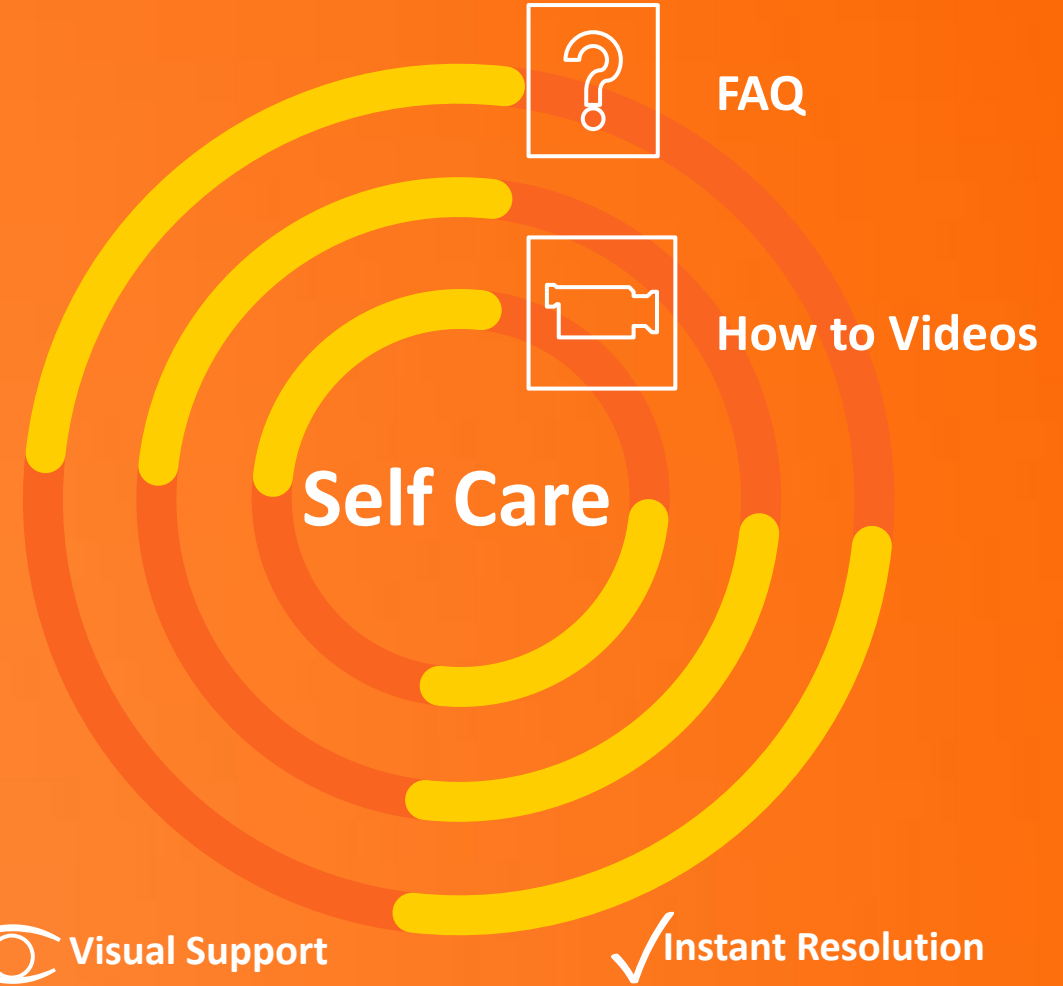 FAQ
How to Videos
Self Care
Visual Support
Instant Resolution